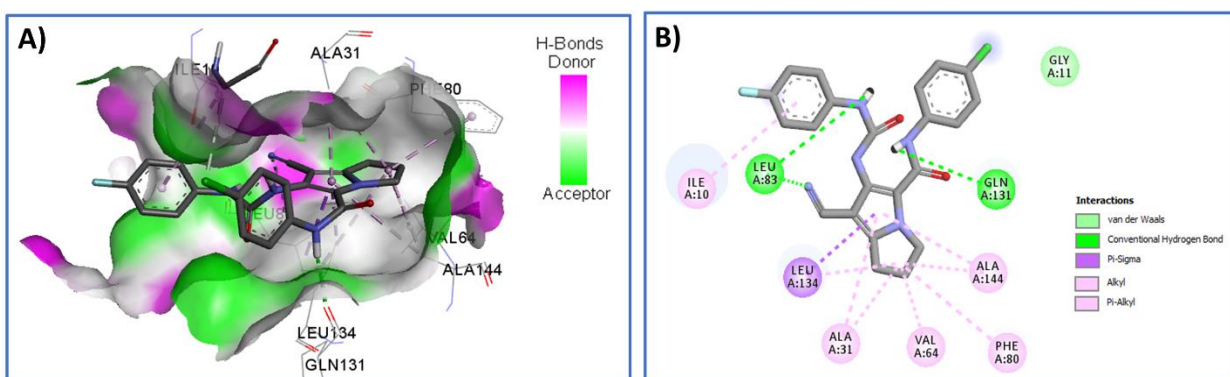 A)
ALA31
PHE80
H-Bonds
Donor
Acceptor
VAL64
ALA144
LEU134
GLN131
B)
GLY
A:11
ILE
A:10
LEU
A:83
GLN
A:131
LEU
A:134
ALA
A:144
ALA
A:31
VAL
A:64
PHE
A:80
Interactions
van der Waals
Conventional Hydrogen Bond
Pi-Sigma
Alkyl
Pi-Alkyl